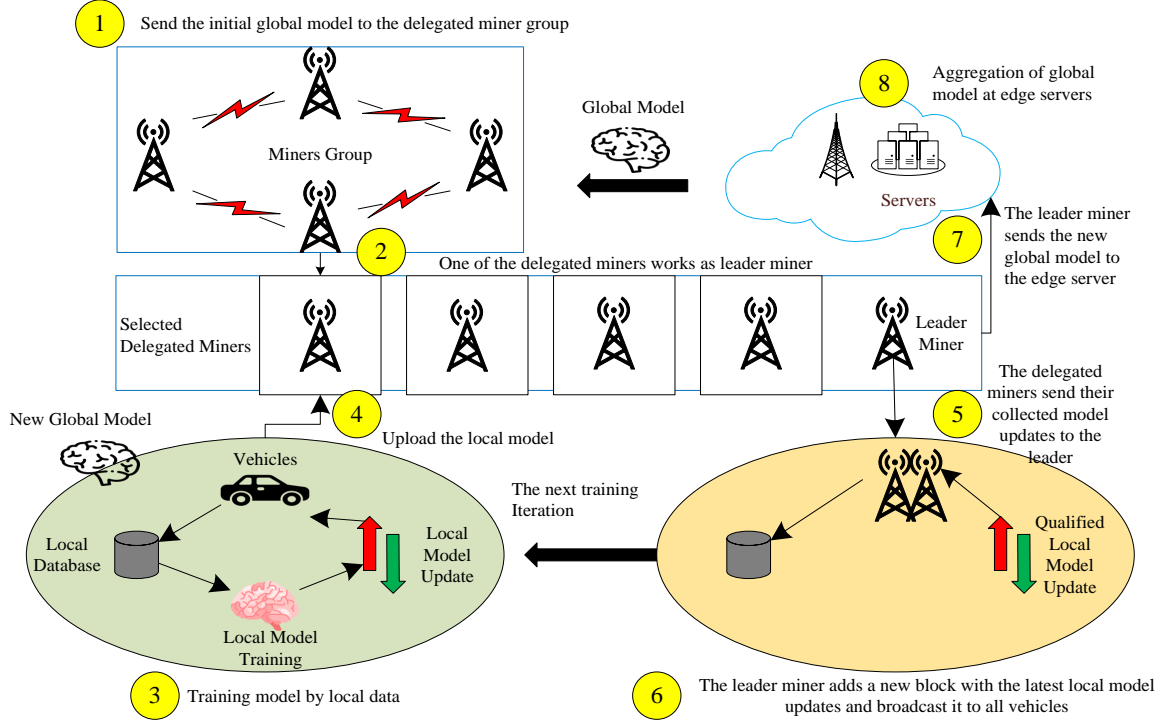 1
Send the initial global model to the delegated miner group
Miners Group
Global Model
8
Aggregation of global
model at edge servers
Servers
7
The leader miner
sends the new
global model to
the edge server
2
One of the delegated miners works as leader miner
Selected
Delegated Miners
Leader
Miner
4
Upload the local model
5
The delegated
miners send their
collected model
updates to the
leader
New Global Model
Vehicles
Local
Database
Local Model
Training
Local
Model
Update
The next training
Iteration
Qualified
Local
Model
Update
3
Training model by local data
6
The leader miner adds a new block with the latest local model
updates and broadcast it to all vehicles